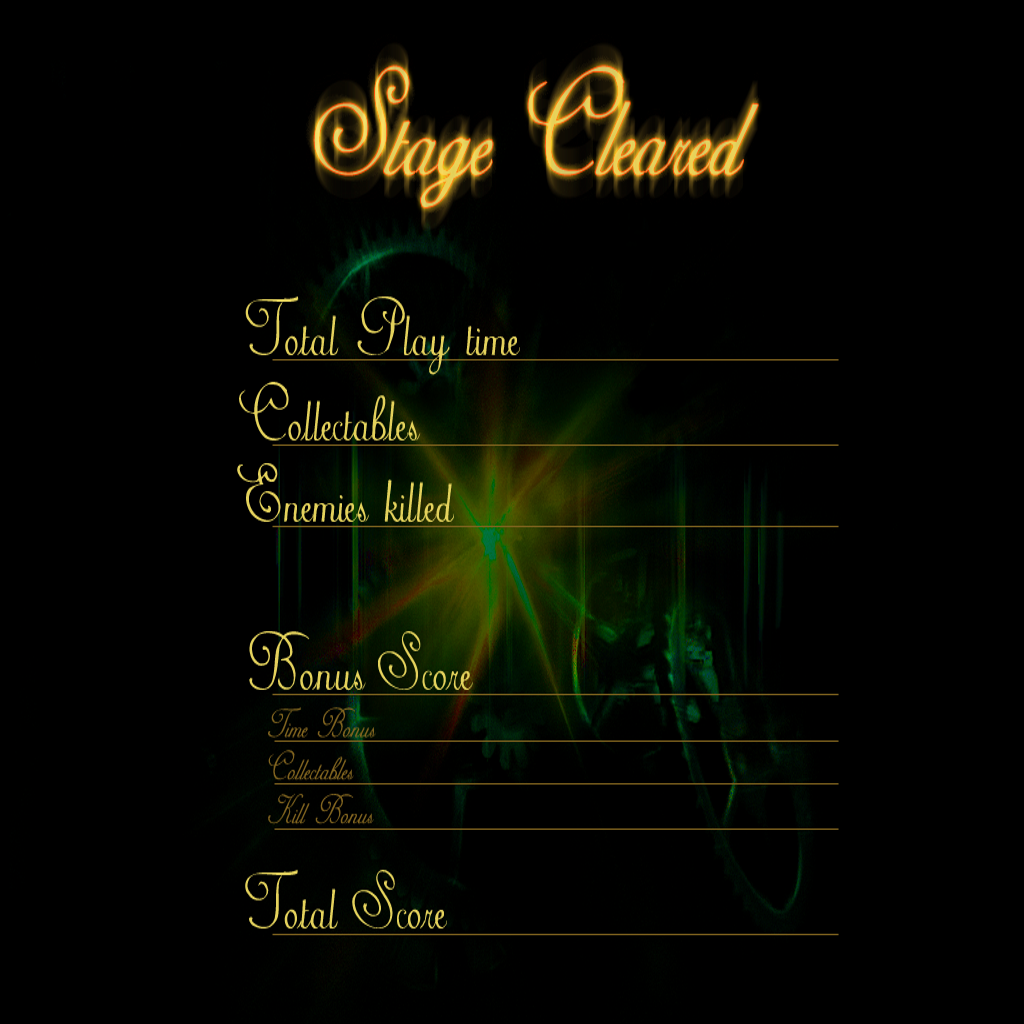 Stage Cleared
Total Play time
Collectables
Enemies killed
Bonus Score
Time Bonus
Collectables
Kill Bonus
Total Score